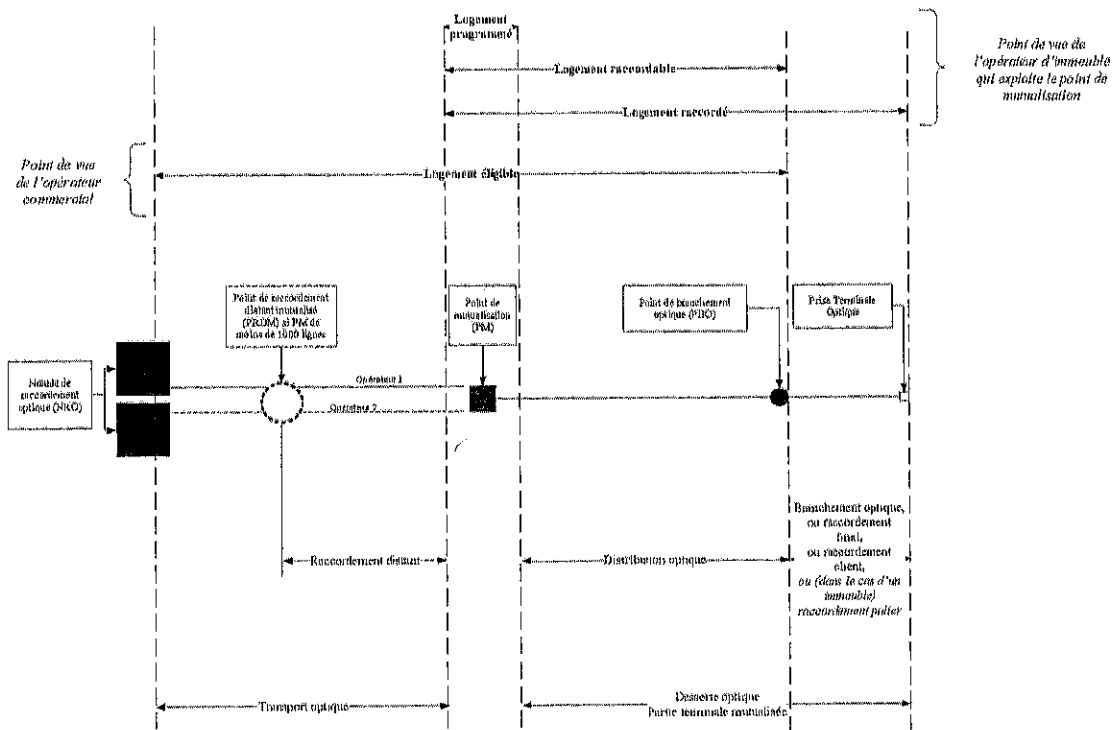 Logement
programmé
Logement raccordable
Logement raccordé
Point de vue de
l'opérateur d'immeuble
qui exploite le point de
mutualisation
Point de vue
de l'opérateur
commercial
Logement éligible
Point de raccordement
distant mutualisé
(PRDM) si PM de
moins de 1000 lignes
Point de
mutualisation
(PM)
Point de branchement
optique (PBO)
Prise Terminale
Optique
Noeuds de
raccordement
optique (NRO)
Opérateur 1
Opérateur 2
Raccordement distant
Distribution optique
Branchement optique,
ou raccordement
final,
ou raccordement
client,
ou (dans le cas d'un
immeuble)
raccordement palier
Transport optique
Desserte optique
Partie terminale mutualisée